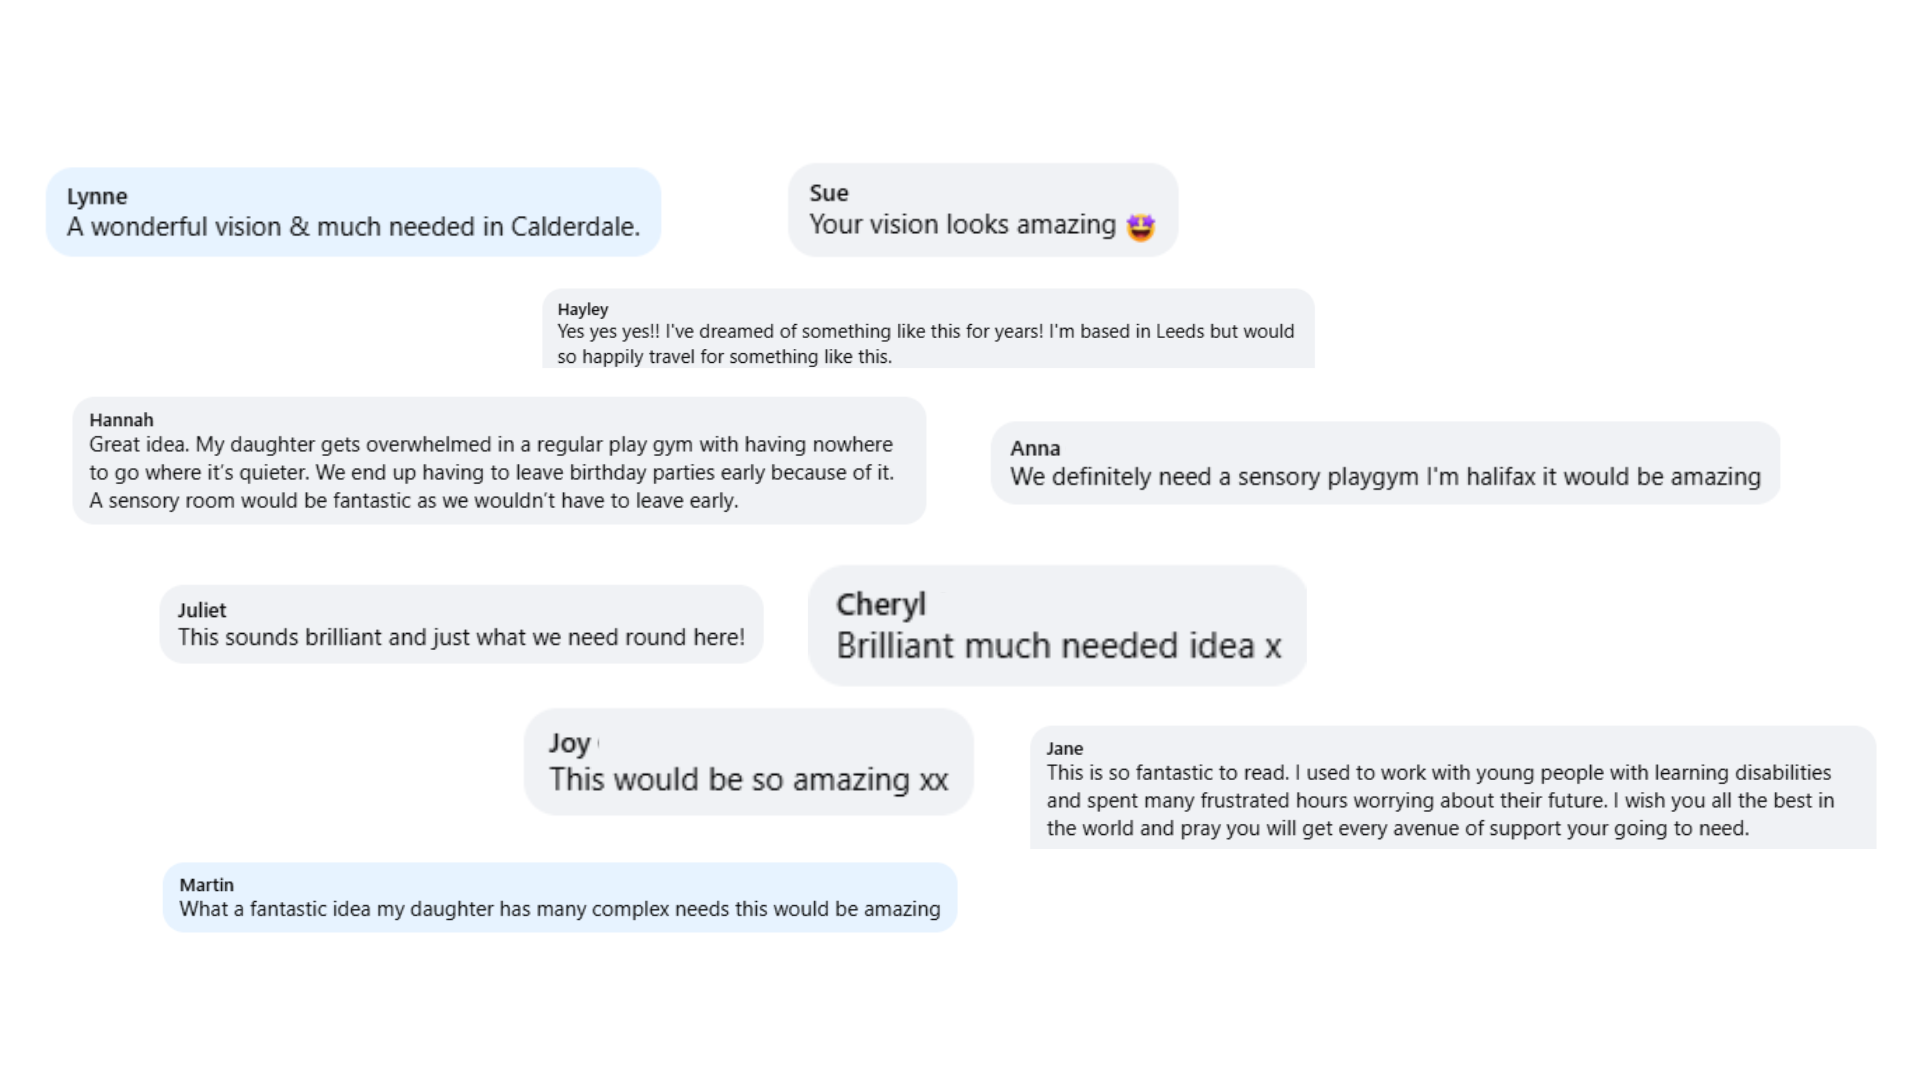 Lynne
A wonderful vision & much needed in Calderdale.
Sue
Your vision looks amazing 🤩
Hayley
Yes yes yes!! I've dreamed of something like this for years! I'm based in Leeds but would
so happily travel for something like this.
Hannah
Great idea. My daughter gets overwhelmed in a regular play gym with having nowhere
to go where it's quieter. We end up having to leave birthday parties early because of it.
A sensory room would be fantastic as we wouldn't have to leave early.
Anna
We definitely need a sensory playgym I'm halifax it would be amazing
Juliet
This sounds brilliant and just what we need round here!
Cheryl
Brilliant much needed idea x
Joy
This would be so amazing xx
Jane
This is so fantastic to read. I used to work with young people with learning disabilities
and spent many frustrated hours worrying about their future. I wish you all the best in
the world and pray you will get every avenue of support your going to need.
Martin
What a fantastic idea my daughter has many complex needs this would be amazing